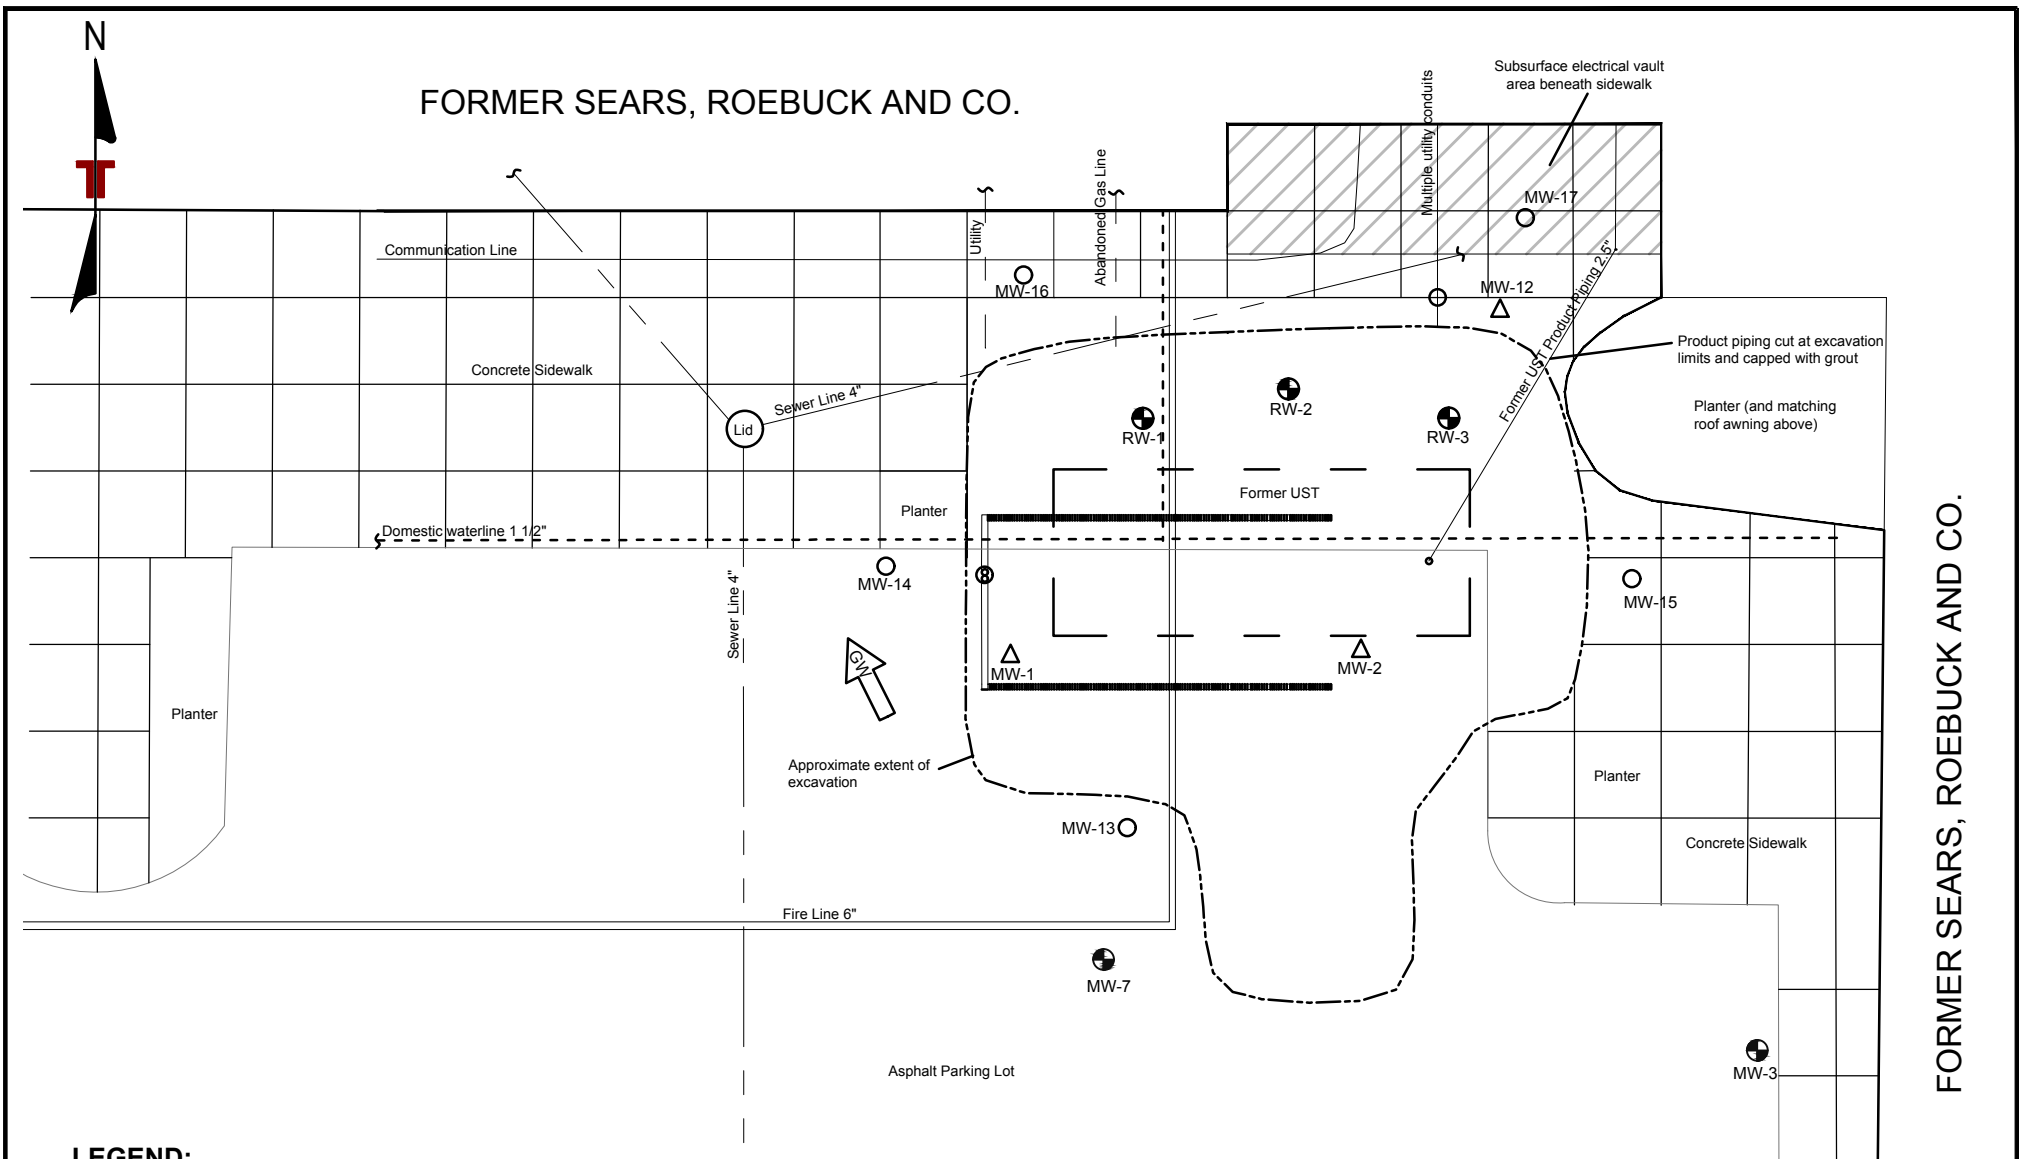 N
Subsurface electrical vault
area beneath sidewalk
FORMER SEARS, ROEBUCK AND CO.
Multiple utility conduits
Abandoned Gas Line
Utility
MW-17
Communication Line
MW-16
MW-12
Former UST Product Piping 2.5"
Product piping cut at excavation
limits and capped with grout
Concrete Sidewalk
Sewer Line 4"
Lid
RW-1
RW-2
RW-3
Planter (and matching
roof awning above)
Former UST
Planter
Domestic waterline 1 1/2"
MW-14
8
MW-15
Sewer Line 4"
GW
MW-1
MW-2
Planter
Approximate extent of
excavation
Planter
MW-13
Concrete Sidewalk
FORMER SEARS, ROEBUCK AND CO.
Fire Line 6"
MW-7
Asphalt Parking Lot
MW-3
LEGEND: